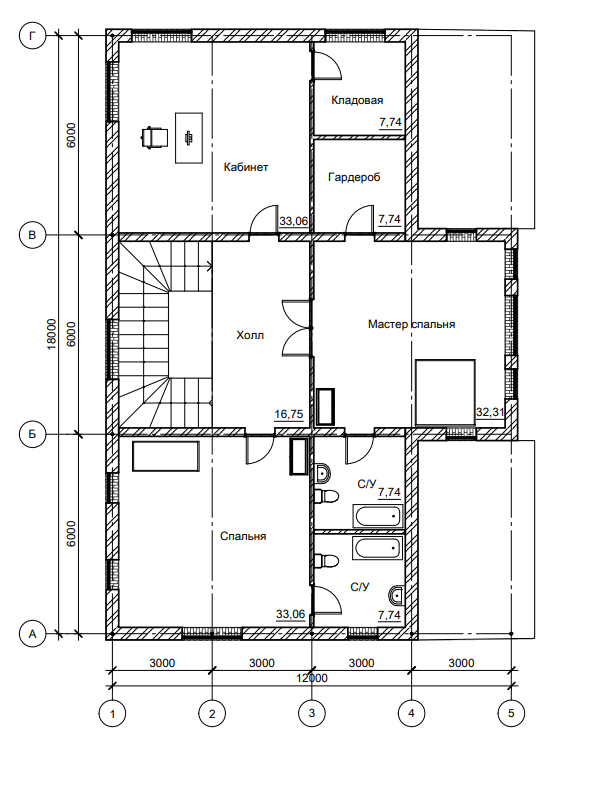 Г
Кладовая
7,74
6000
Кабинет
Гардероб
33,06
7,74
В
Холл
Мастер спальня
18000
6000
16,75
32,31
Б
С/У
7,74
6000
Спальня
С/У
33,06
7,74
А
3000
3000
3000
3000
12000
1
2
3
4
5